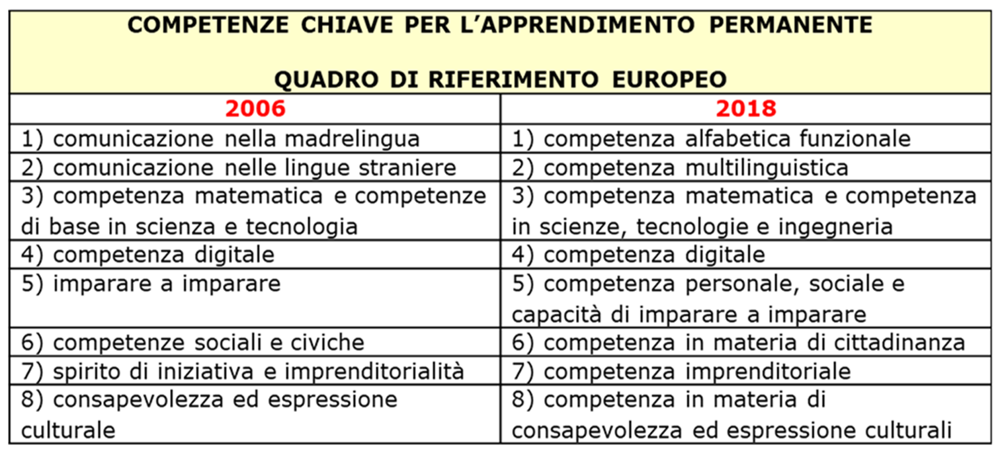 COMPETENZE CHIAVE PER L’APPRENDIMENTO PERMANENTE
QUADRO DI RIFERIMENTO EUROPEO
2006
2018
1) comunicazione nella madrelingua
1) competenza alfabetica funzionale
2) comunicazione nelle lingue straniere
2) competenza multilinguistica
3) competenza matematica e competenze
di base in scienza e tecnologia
3) competenza matematica e competenza
in scienze, tecnologie e ingegneria
4) competenza digitale
4) competenza digitale
5) imparare a imparare
5) competenza personale, sociale e
capacità di imparare a imparare
6) competenze sociali e civiche
6) competenza in materia di cittadinanza
7) spirito di iniziativa e imprenditorialità
7) competenza imprenditoriale
8) consapevolezza ed espressione
culturale
8) competenza in materia di
consapevolezza ed espressione culturali